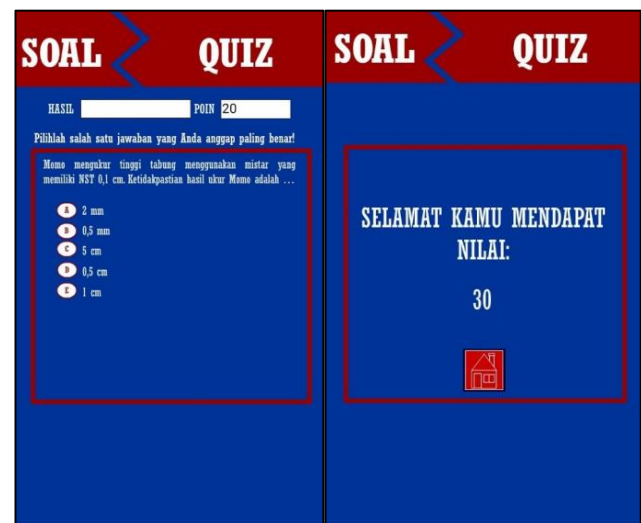 SOAL QUIZ
HASIL POIN 20
Pilihlah salah satu jawaban yang Anda anggap paling benar!
Momo mengukur tinggi tabung menggunakan mistar yang
memiliki NST 0,1 cm. Ketidakpastian hasil ukur Momo adalah ...
A 2 mm
B 0,5 mm
C 5 cm
D 0,5 cm
E 1 cm
SOAL QUIZ
SELAMAT KAMU MENDAPAT
NILAI:
30